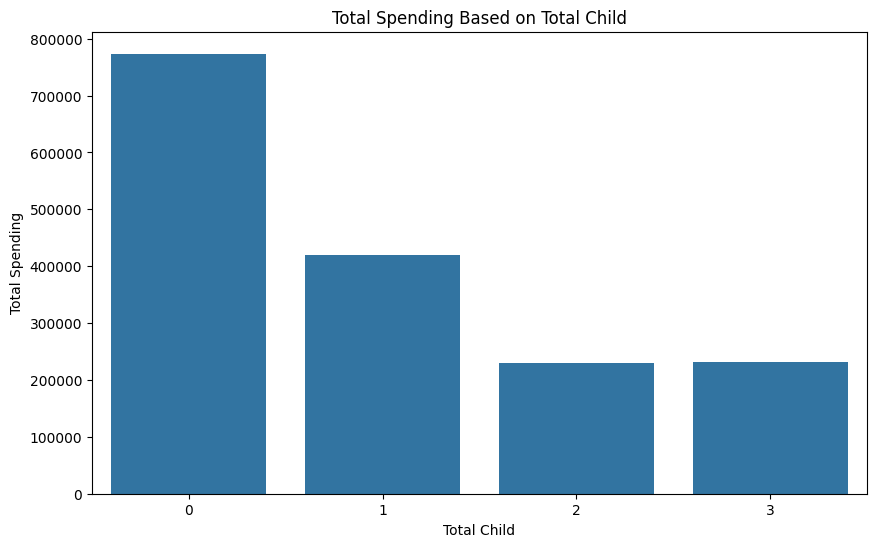 Total Spending Based on Total Child
Total Spending
800000
700000
600000
500000
400000
300000
200000
100000
0
0 1 2 3
Total Child